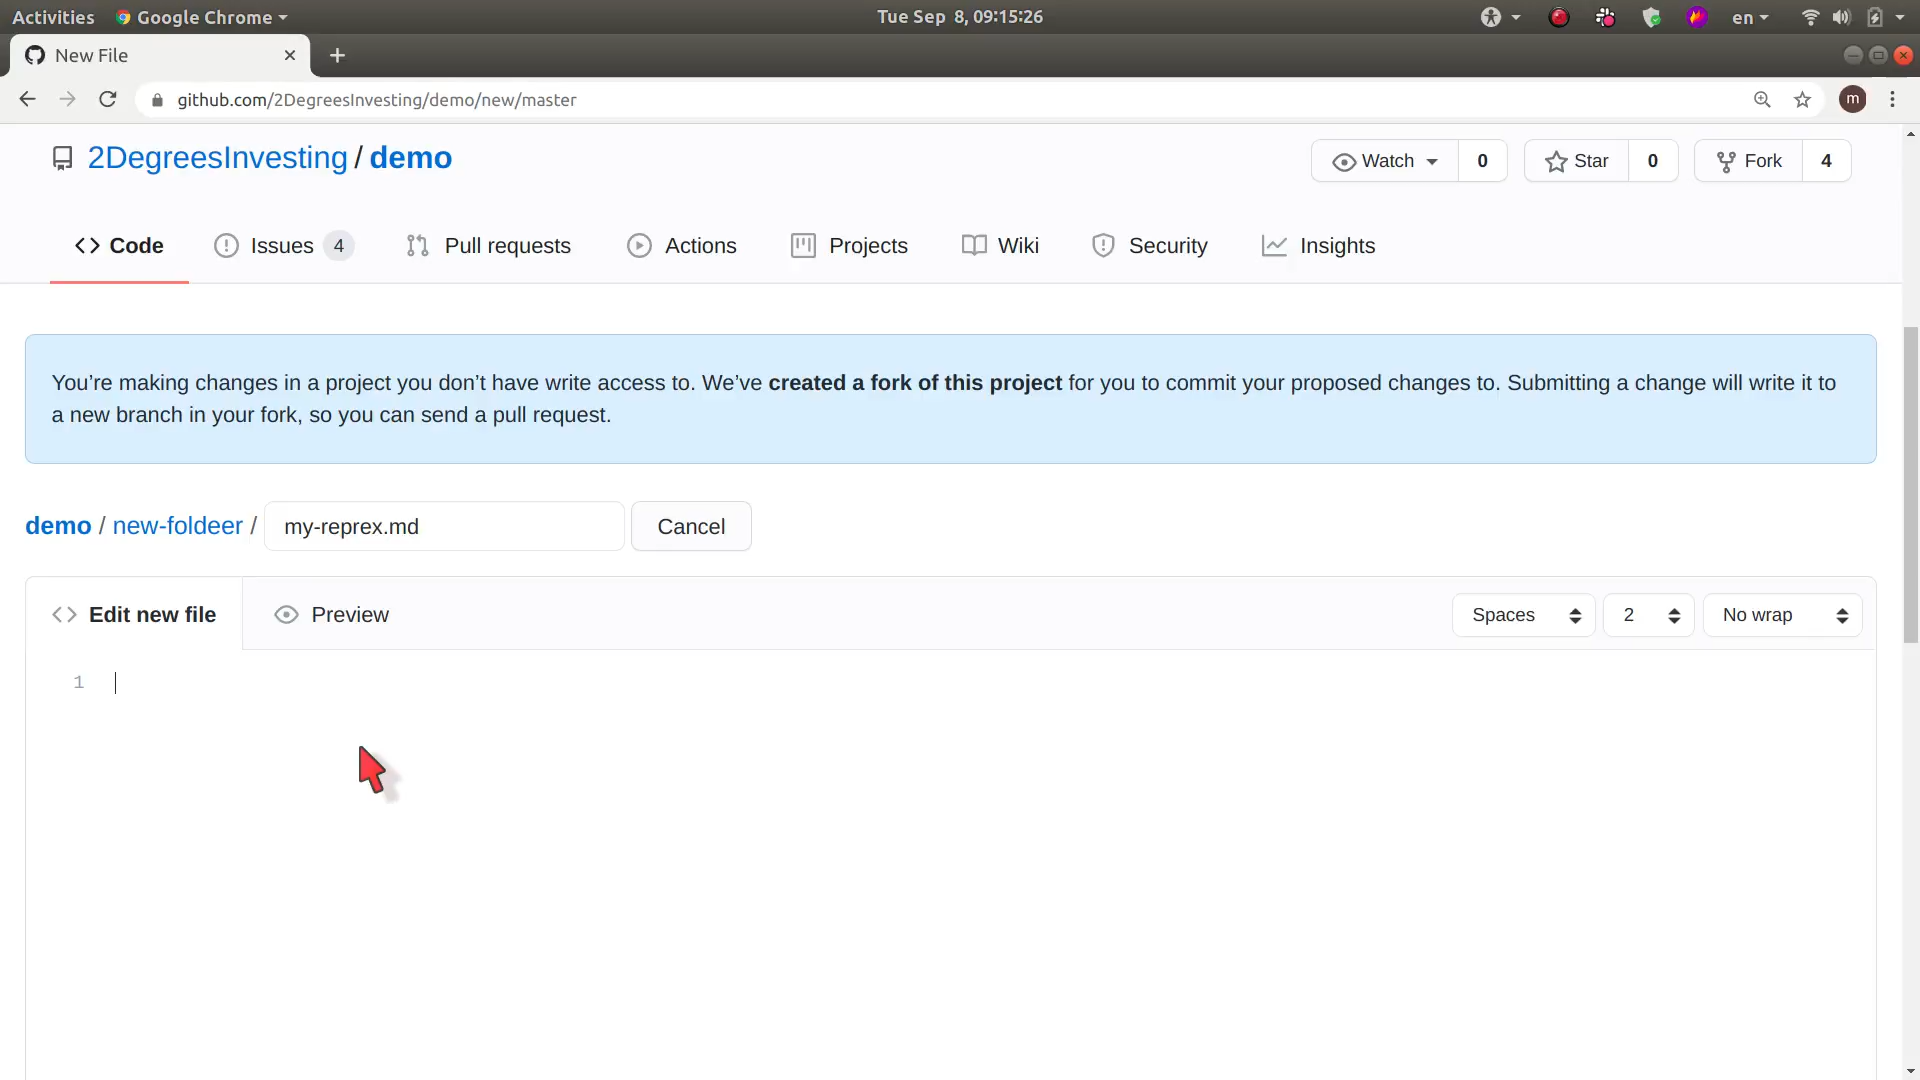 Activities Google Chrome Tue Sep 8, 09:15:26 en
New File
github.com/2DegreesInvesting/demo/new/master m
2DegreesInvesting / demo Watch 0 Star 0 Fork 4
Code Issues 4 Pull requests Actions Projects Wiki Security Insights
You’re making changes in a project you don’t have write access to. We’ve created a fork of this project for you to commit your proposed changes to. Submitting a change will write it to
a new branch in your fork, so you can send a pull request.
demo / new-foldeer / my-reprex.md Cancel
Edit new file Preview Spaces 2 No wrap
1